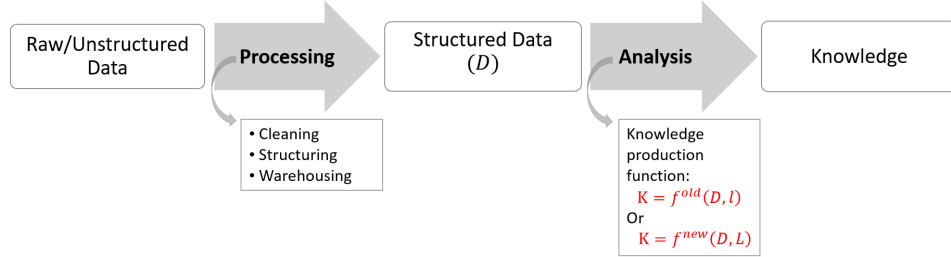 Raw/Unstructured
Data
Processing
Structured Data
(D)
Analysis
Knowledge
• Cleaning
• Structuring
• Warehousing
Knowledge
production
function:
K = f^{old}(D, l)
Or
K = f^{new}(D, L)